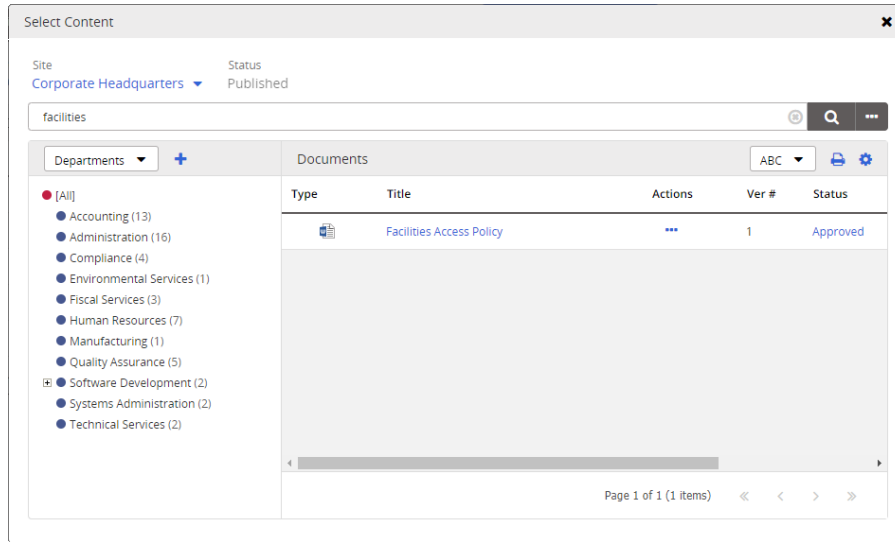 Select Content
Site Status
Corporate Headquarters Published
facilities
Departments Documents ABC
[All]
Accounting (13)
Administration (16)
Compliance (4)
Environmental Services (1)
Fiscal Services (3)
Human Resources (7)
Manufacturing (1)
Quality Assurance (5)
Software Development (2)
Systems Administration (2)
Technical Services (2)
Type Title Actions Ver # Status
Facilities Access Policy 1 Approved
Page 1 of 1 (1 items)